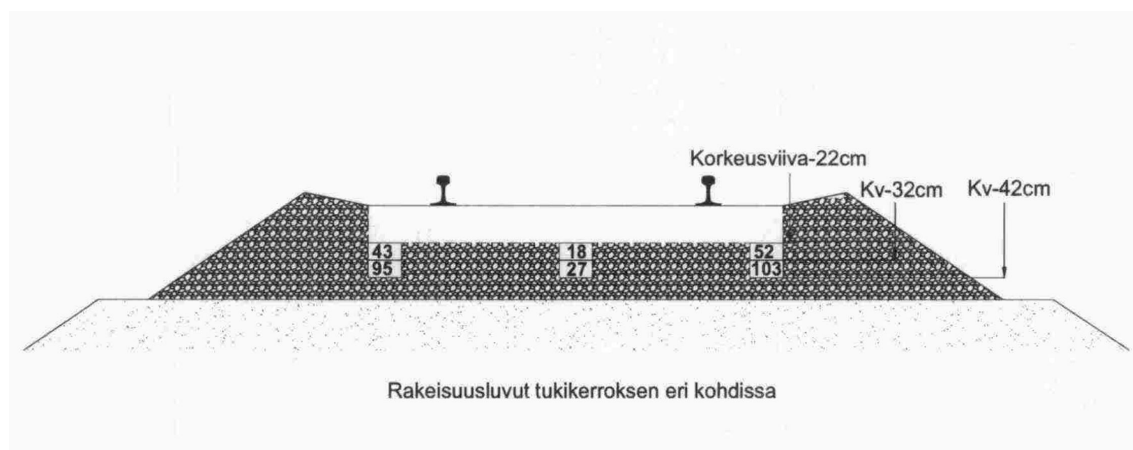 Korkeusviiva-22cm
Kv-32cm
Kv-42cm
43 18 52
95 27 103
Rakeisuusluvut tukikerroksen eri kohdissa